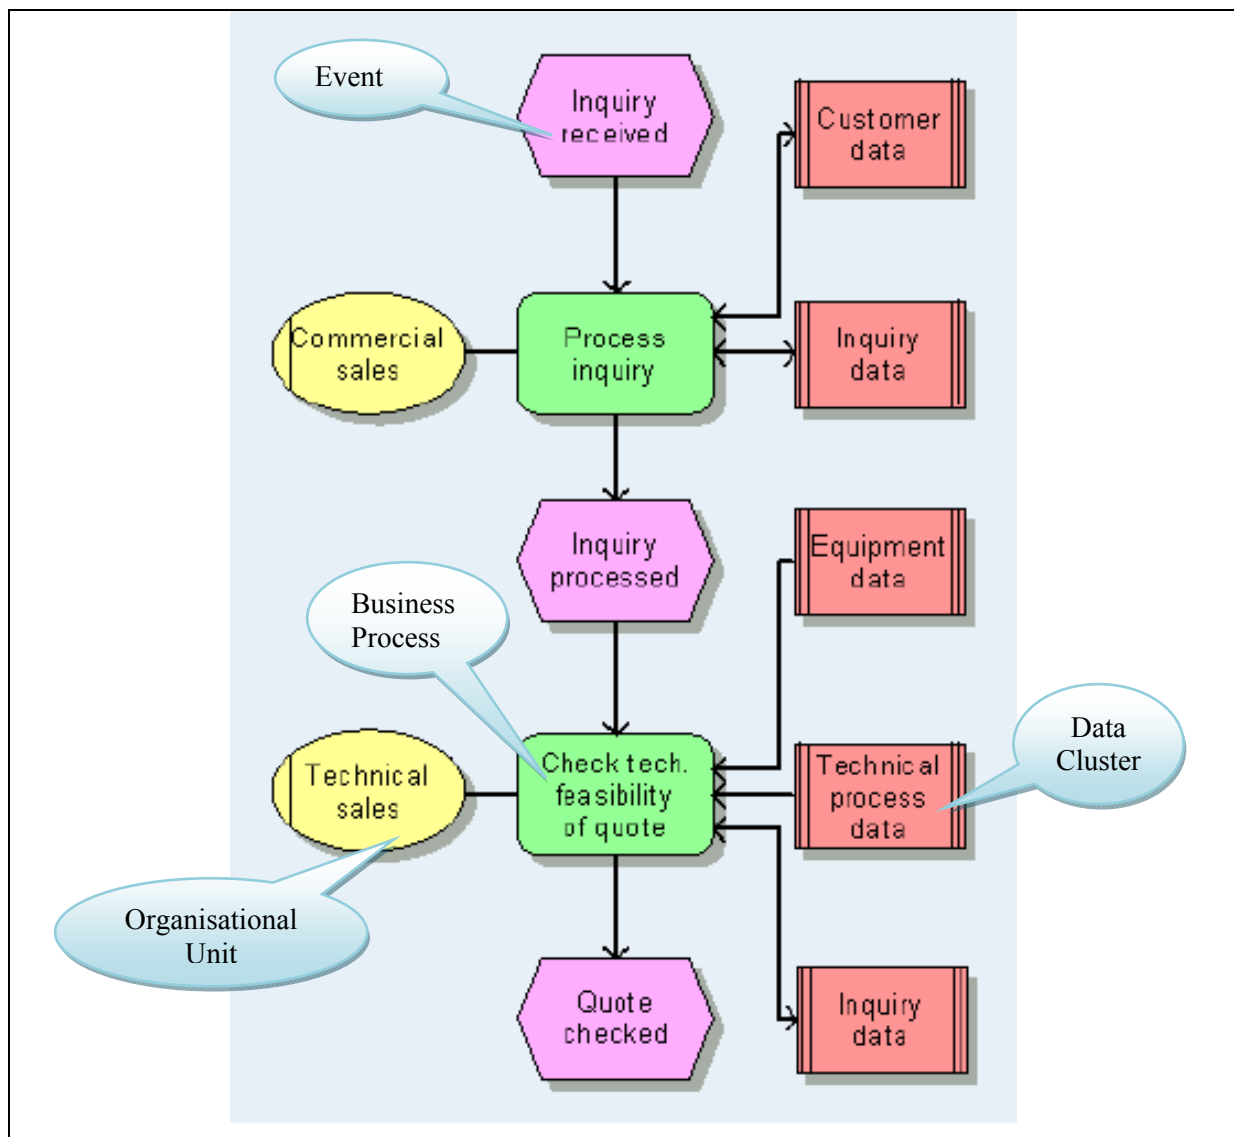 Event
Inquiry
received
Customer
data
Commercial
sales
Process
inquiry
Inquiry
data
Inquiry
processed
Equipment
data
Business
Process
Technical
sales
Check tech.
feasibility
of quote
Technical
process
data
Data
Cluster
Organisational
Unit
Quote
checked
Inquiry
data